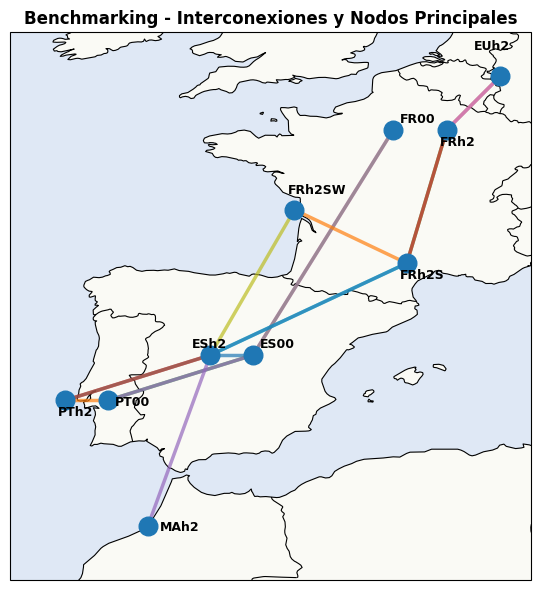 Benchmarking - Interconexiones y Nodos Principales
EUh2
FR00
FRh2
FRh2SW
FRh2S
ESh2
ES00
PTh2
PT00
MAh2